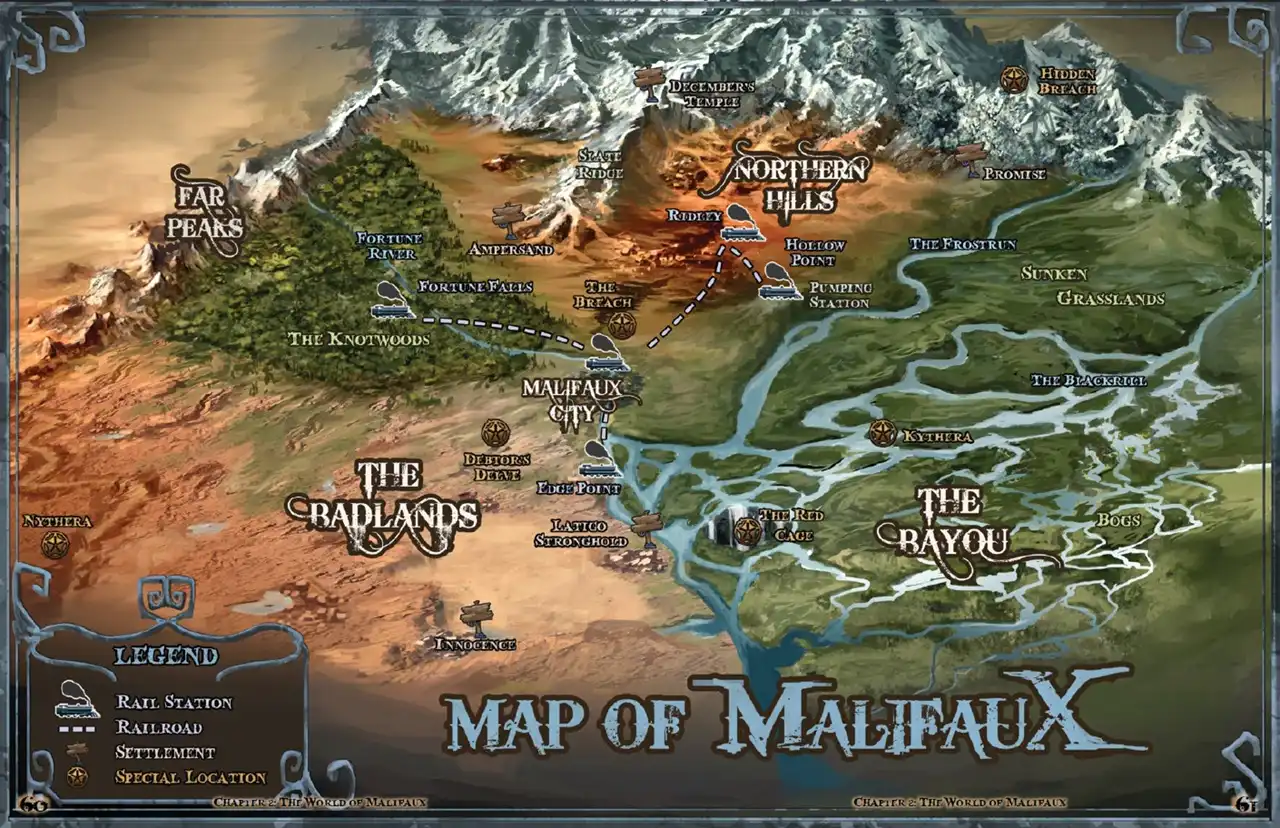 HIDDEN
BREACH
DECEMBER'S
TEMPLE
SLATE
RIDGE
NORTHERN
HILLS
PROMISE
FAR
PEAKS
RIDLEY
AMPERSAND
FORTUNE
RIVER
HOLLOW
POINT
THE FROSTRUN
SUNKEN
GRASSLANDS
FORTUNE FALLS
THE
BREACH
PUMPING
STATION
THE KNOTWOODS
MALIFAUX
CITY
THE BLACKRILL
KYTHERA
DEBTOR'S
DELVE
THE
BADLANDS
EDGE POINT
NYTHERA
LATIGO
STRONGHOLD
THE RED
CAGE
THE
BAYOU
BOGS
INNOCENCE
LEGEND
RAIL STATION
RAILROAD
SETTLEMENT
SPECIAL LOCATION
MAP OF MALIFAUX
60
CHAPTER 2: THE WORLD OF MALIFAUX
CHAPTER 2: THE WORLD OF MALIFAUX
61